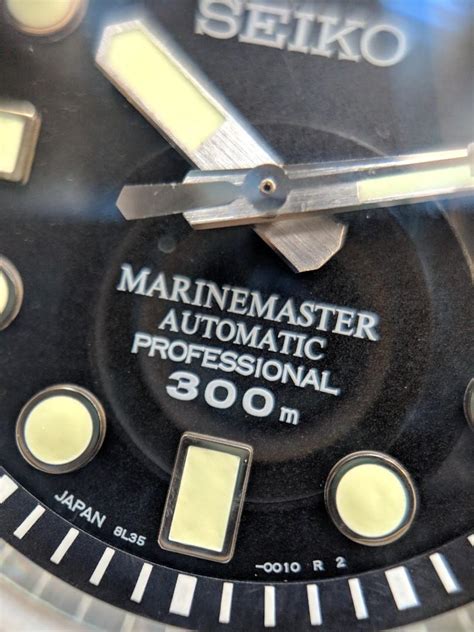 SEIKO
MARINEMASTER
AUTOMATIC
PROFESSIONAL
300m
JAPAN 8L35 -0010 R 2